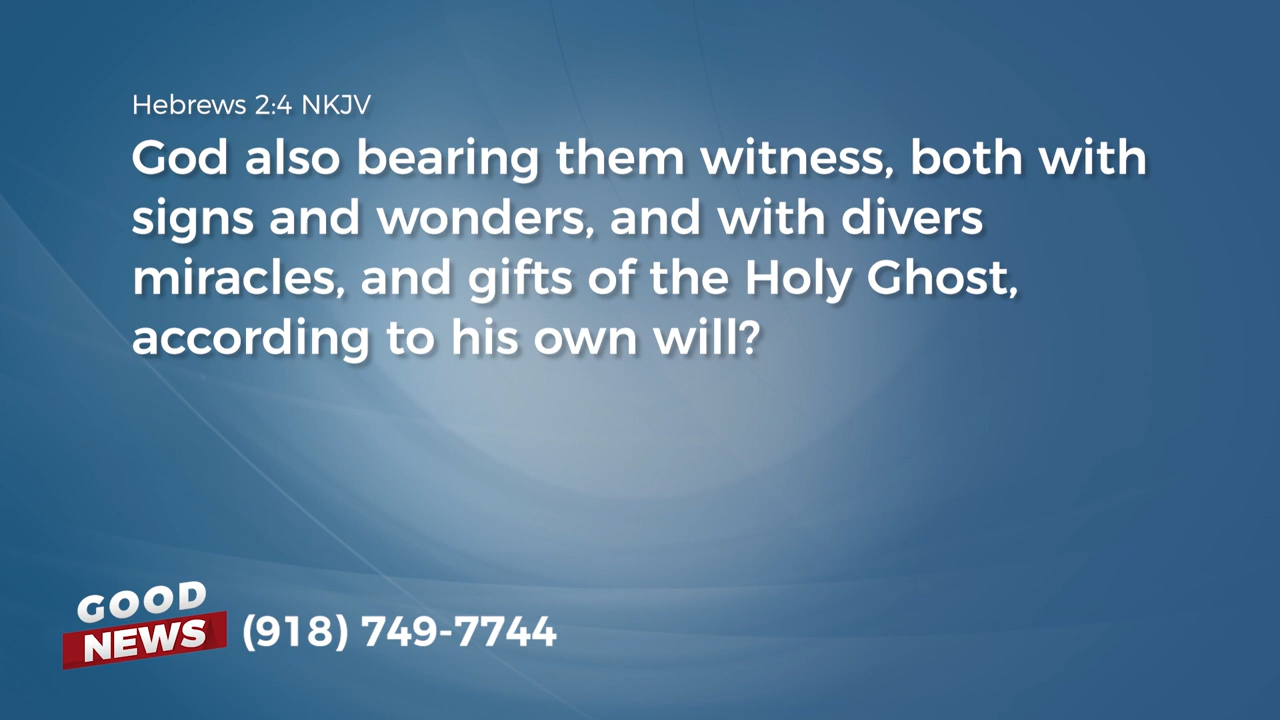 Hebrews 2:4 NKJV
God also bearing them witness, both with
signs and wonders, and with divers
miracles, and gifts of the Holy Ghost,
according to his own will?
GOOD
NEWS
(918) 749-7744